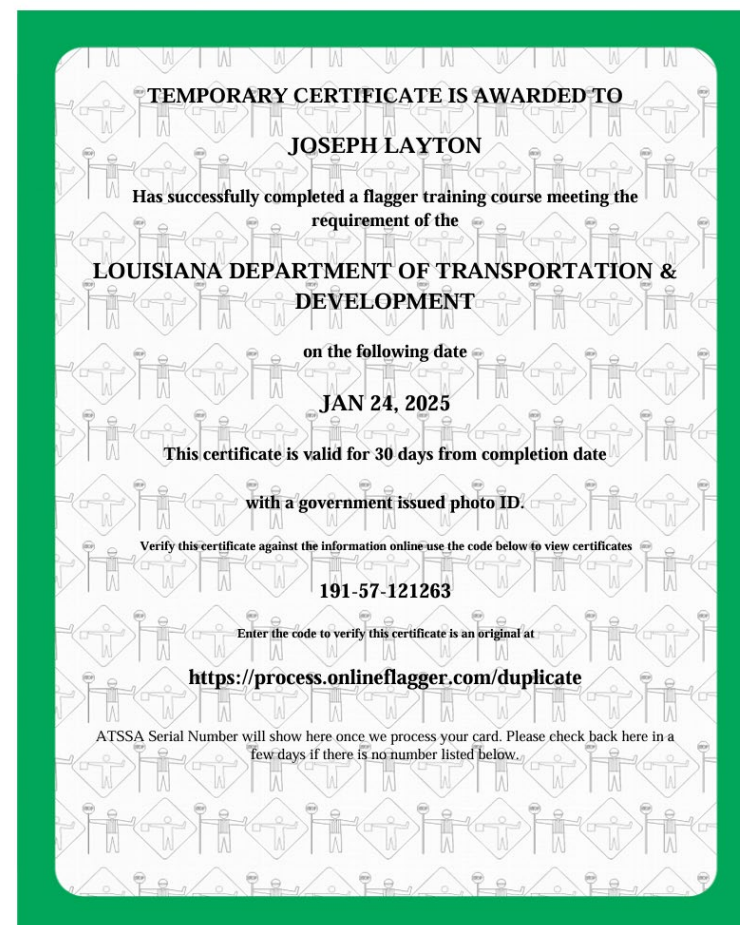 TEMPORARY CERTIFICATE IS AWARDED TO
JOSEPH LAYTON
Has successfully completed a flagger training course meeting the
requirement of the
LOUISIANA DEPARTMENT OF TRANSPORTATION &
DEVELOPMENT
on the following date
JAN 24, 2025
This certificate is valid for 30 days from completion date
with a government issued photo ID.
Verify this certificate against the information online use the code below to view certificates
191-57-121263
Enter the code to verify this certificate is an original at
https://process.onlineflagger.com/duplicate
ATSSA Serial Number will show here once we process your card. Please check back here in a
few days if there is no number listed below.